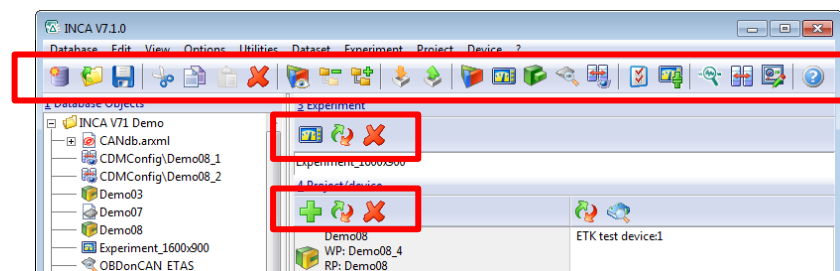 INCA V7.1.0
Database Edit View Options Utilities Dataset Experiment Project Device ?
1 Database Objects
3 Experiment
INCA V71 Demo
CANdb.arxml
CDMConfig\Demo08_1
CDMConfig\Demo08_2
Demo03
Demo07
Demo08
Experiment_1600x900
OBDonCAN_ETAS
Experiment_1600x900
4 Project/device
Demo08
WP: Demo08_4
RP: Demo08
ETK test device:1